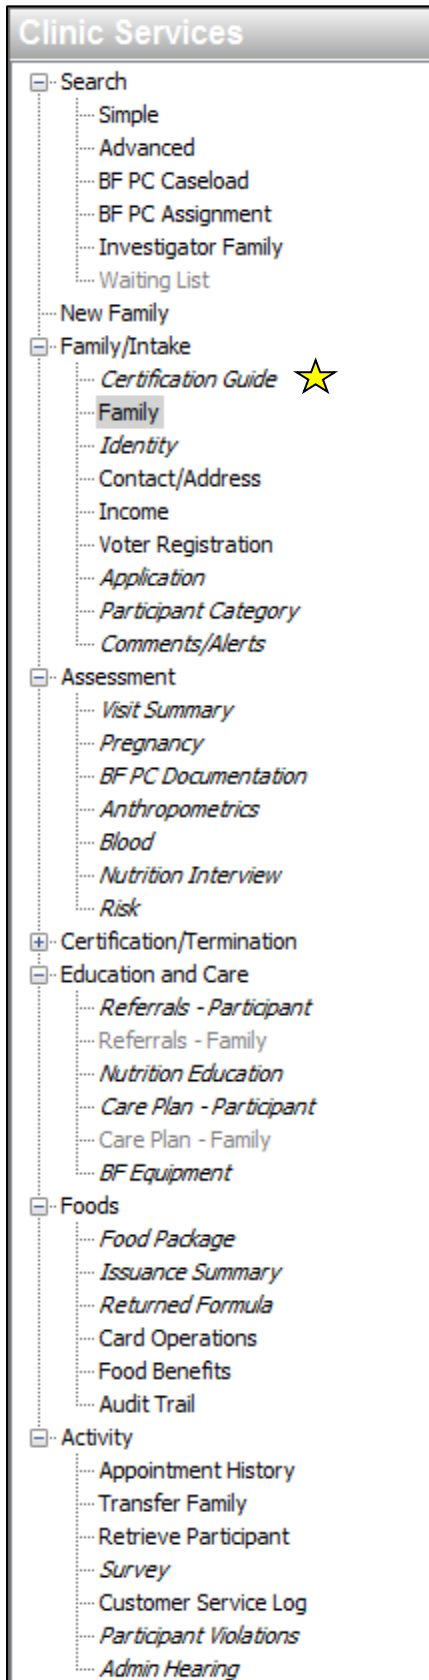 Clinic Services
Search
Simple
Advanced
BF PC Caseload
BF PC Assignment
Investigator Family
Waiting List
New Family
Family/Intake
Certification Guide
Family
Identity
Contact/Address
Income
Voter Registration
Application
Participant Category
Comments/Alerts
Assessment
Visit Summary
Pregnancy
BF PC Documentation
Anthropometrics
Blood
Nutrition Interview
Risk
Certification/Termination
Education and Care
Referrals - Participant
Referrals - Family
Nutrition Education
Care Plan - Participant
Care Plan - Family
BF Equipment
Foods
Food Package
Issuance Summary
Returned Formula
Card Operations
Food Benefits
Audit Trail
Activity
Appointment History
Transfer Family
Retrieve Participant
Survey
Customer Service Log
Participant Violations
Admin Hearing